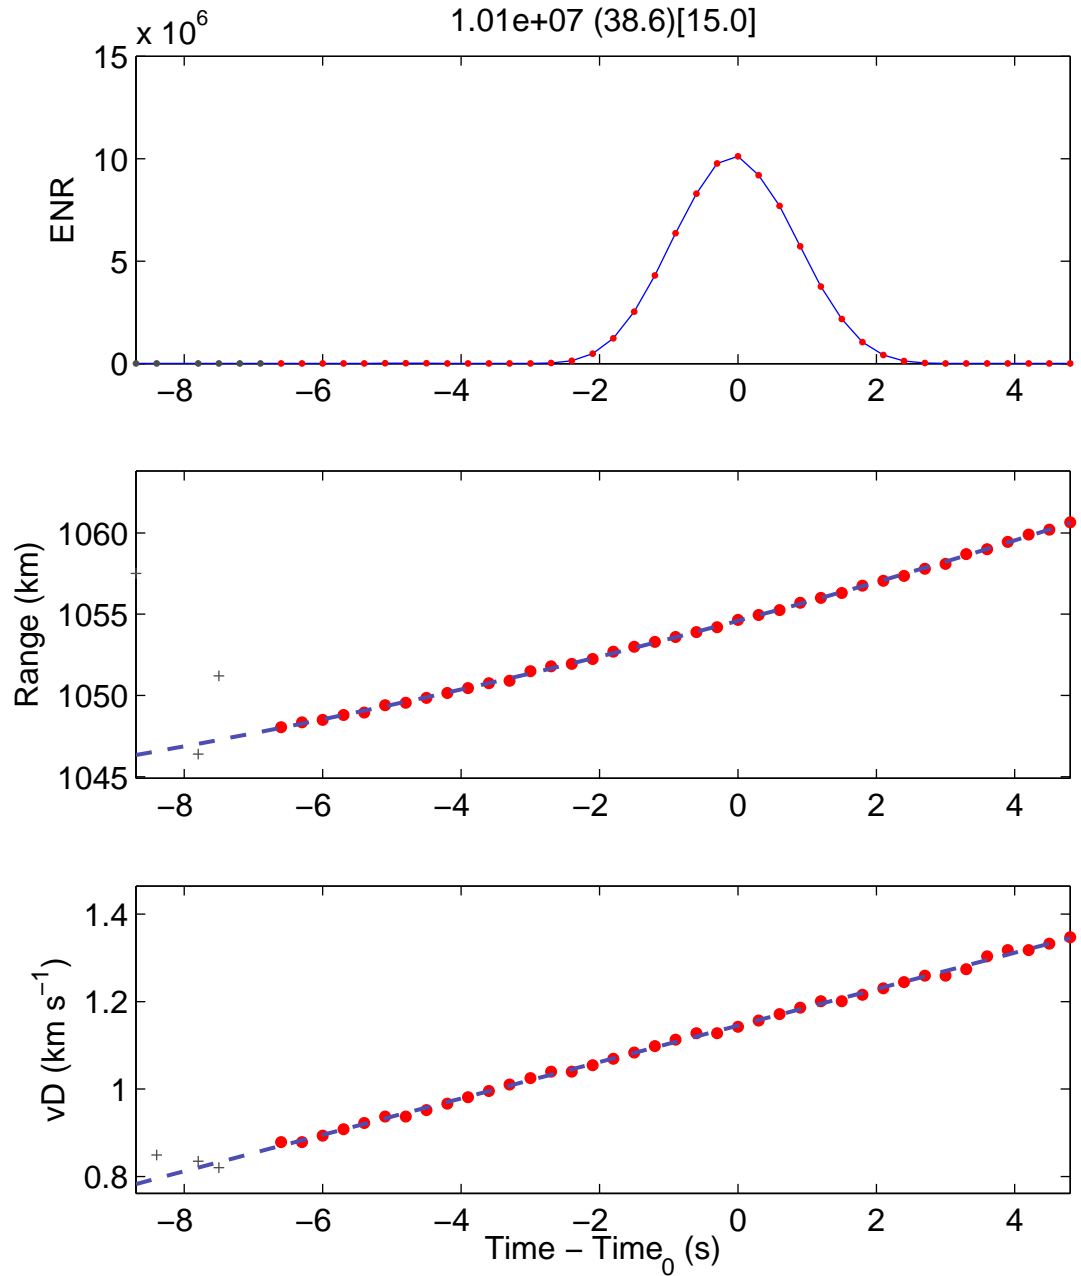 1.01e+07 (38.6)[15.0]
x 10^6
15
10
5
0
ENR
−8 −6 −4 −2 0 2 4
1060
1055
1050
1045
Range (km)
−8 −6 −4 −2 0 2 4
1.4
1.2
1
0.8
vD (km s^−1)
−8 −6 −4 −2 0 2 4
Time − Time_0 (s)